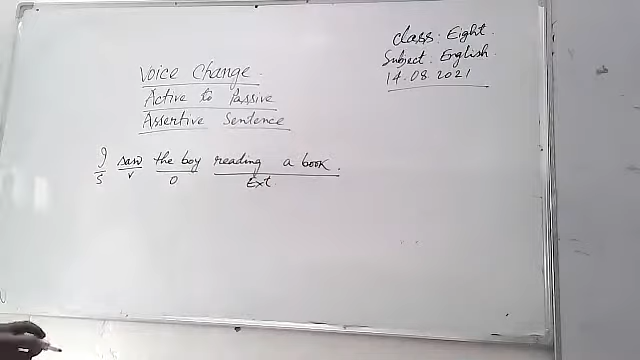 class : Eight.
Subject : English.
14.08.2021
Voice Change.
Active to Passive
Assertive Sentence
I saw the boy reading a book.
S V O Ext.